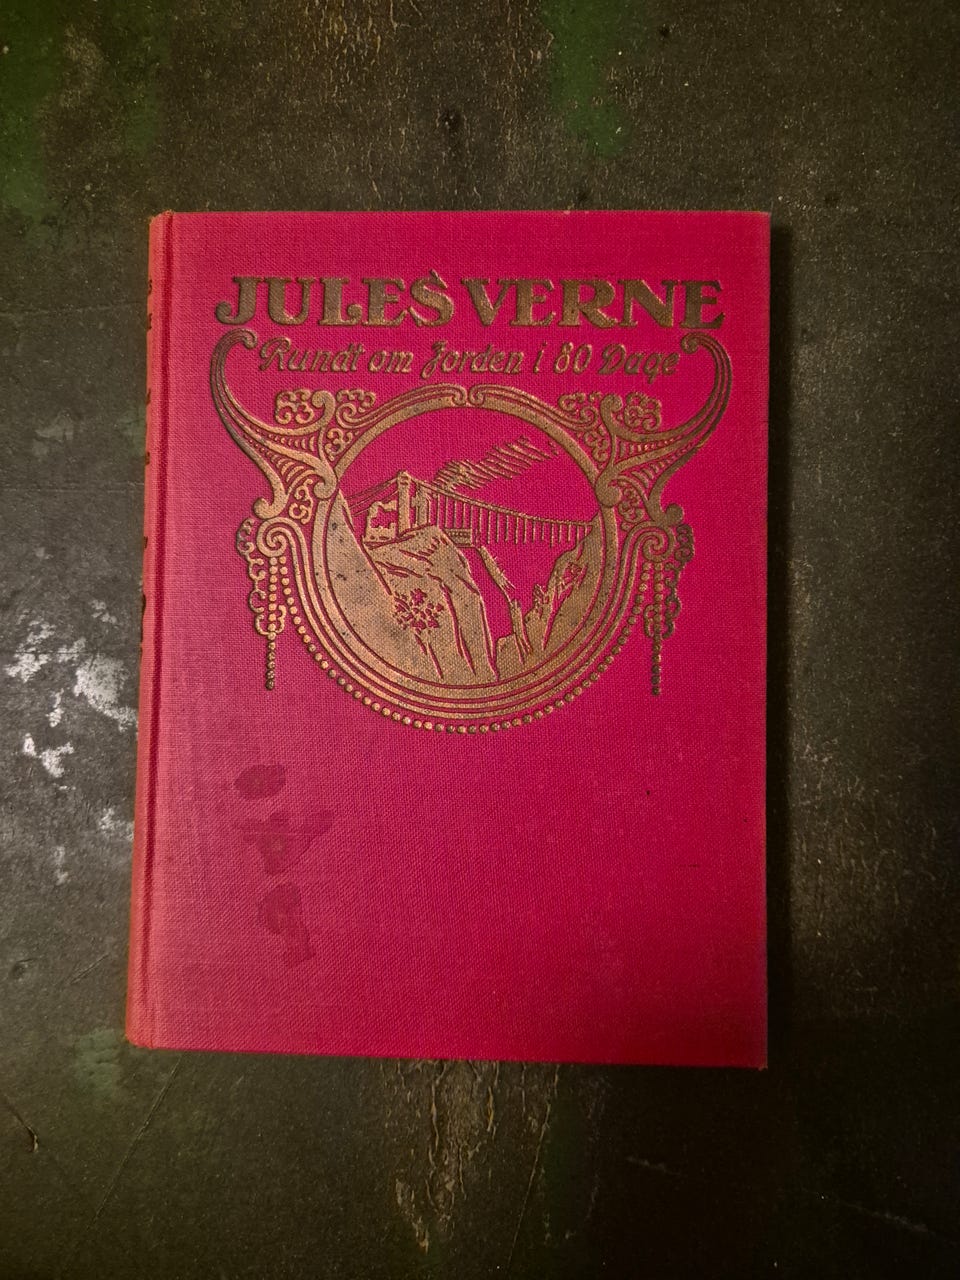 JULES VERNE
Rundt om Jorden i 80 Dage